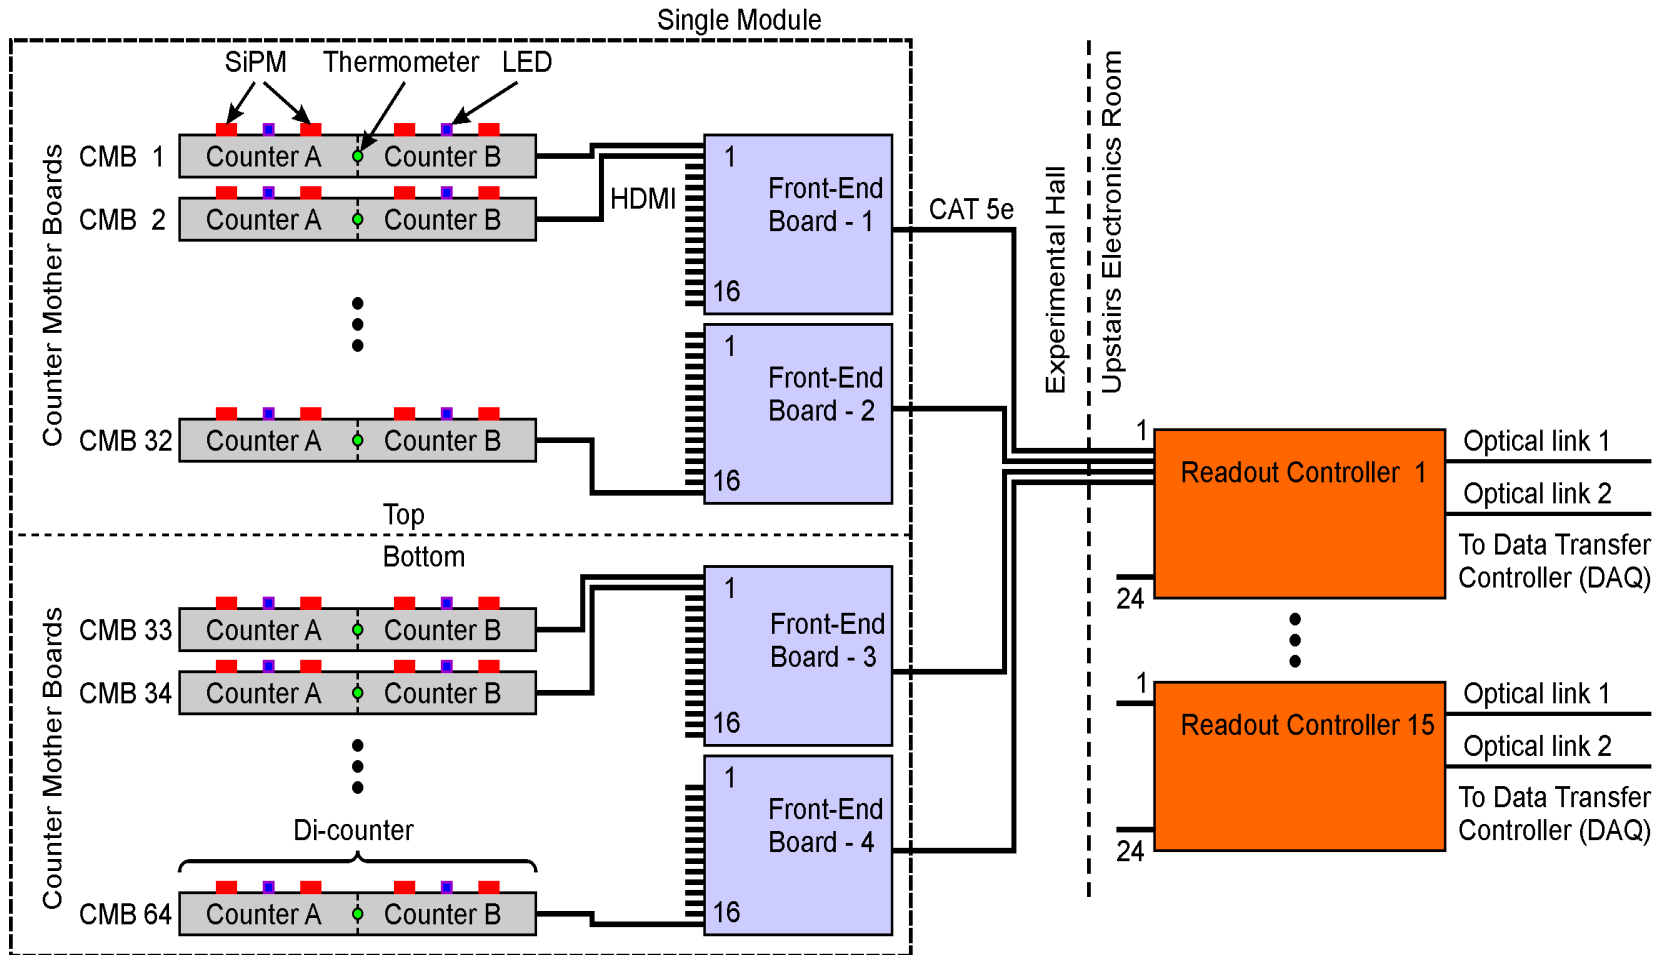 Single Module
SiPM
Thermometer
LED
Counter Mother Boards
CMB 1
Counter A
Counter B
CMB 2
Counter A
Counter B
HDMI
CMB 32
Counter A
Counter B
1
16
Front-End
Board - 1
1
16
Front-End
Board - 2
Top
Bottom
Counter Mother Boards
CMB 33
Counter A
Counter B
CMB 34
Counter A
Counter B
Di-counter
CMB 64
Counter A
Counter B
1
16
Front-End
Board - 3
1
16
Front-End
Board - 4
CAT 5e
Experimental Hall
Upstairs Electronics Room
1
24
Readout Controller 1
Optical link 1
Optical link 2
To Data Transfer
Controller (DAQ)
1
24
Readout Controller 15
Optical link 1
Optical link 2
To Data Transfer
Controller (DAQ)